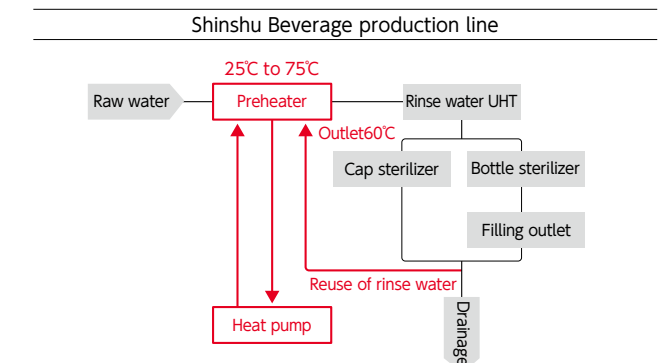 Shinshu Beverage production line
25℃ to 75℃
Raw water
Preheater
Rinse water UHT
Outlet60℃
Cap sterilizer
Bottle sterilizer
Filling outlet
Reuse of rinse water
Heat pump
Drainage